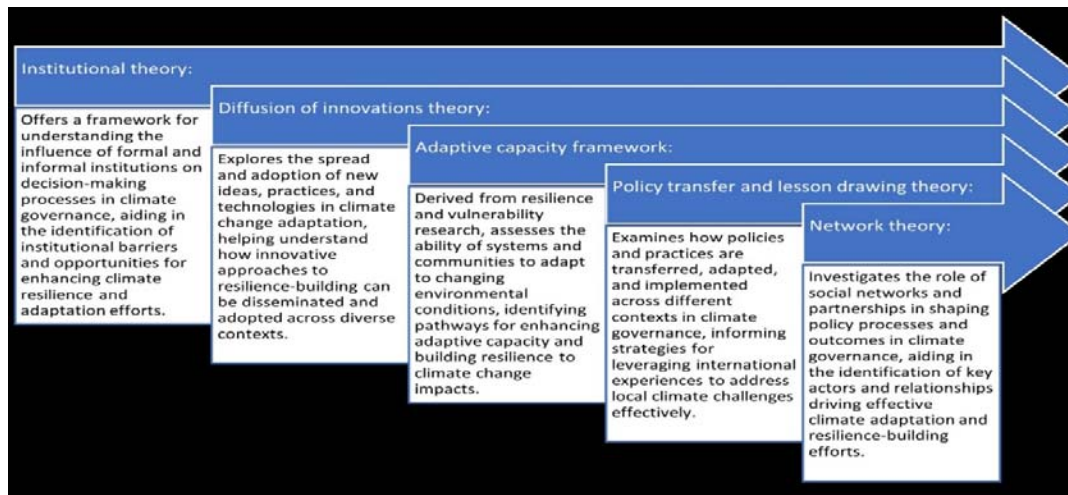 Institutional theory:
Offers a framework for
understanding the
influence of formal and
informal institutions on
decision-making
processes in climate
governance, aiding in
the identification of
institutional barriers
and opportunities for
enhancing climate
resilience and
adaptation efforts.
Diffusion of innovations theory:
Explores the spread
and adoption of new
ideas, practices, and
technologies in climate
change adaptation,
helping understand
how innovative
approaches to
resilience-building can
be disseminated and
adopted across diverse
contexts.
Adaptive capacity framework:
Derived from resilience
and vulnerability
research, assesses the
ability of systems and
communities to adapt
to changing
environmental
conditions, identifying
pathways for enhancing
adaptive capacity and
building resilience to
climate change
impacts.
Policy transfer and lesson drawing theory:
Examines how policies
and practices are
transferred, adapted,
and implemented
across different
contexts in climate
governance, informing
strategies for
leveraging international
experiences to address
local climate challenges
effectively.
Network theory:
Investigates the role of
social networks and
partnerships in shaping
policy processes and
outcomes in climate
governance, aiding in
the identification of key
actors and relationships
driving effective
climate adaptation and
resilience-building
efforts.